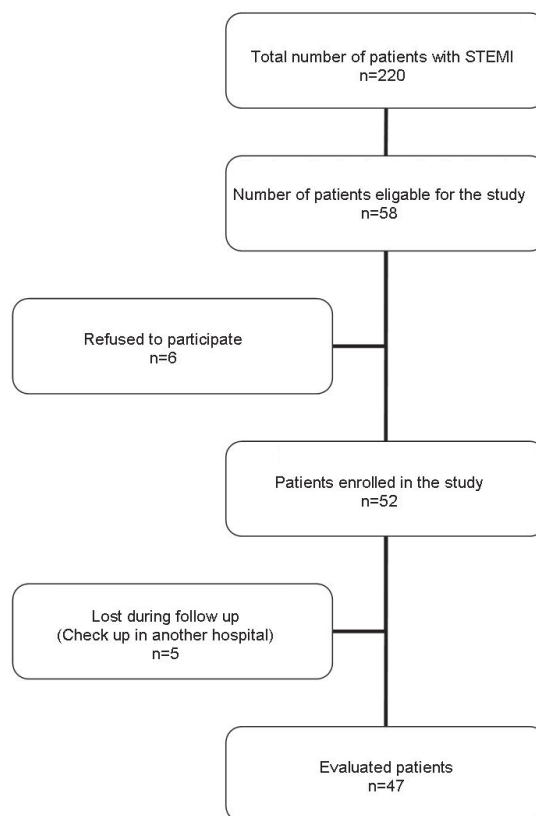 Total number of patients with STEMI
n=220
Number of patients eligable for the study
n=58
Refused to participate
n=6
Patients enrolled in the study
n=52
Lost during follow up
(Check up in another hospital)
n=5
Evaluated patients
n=47